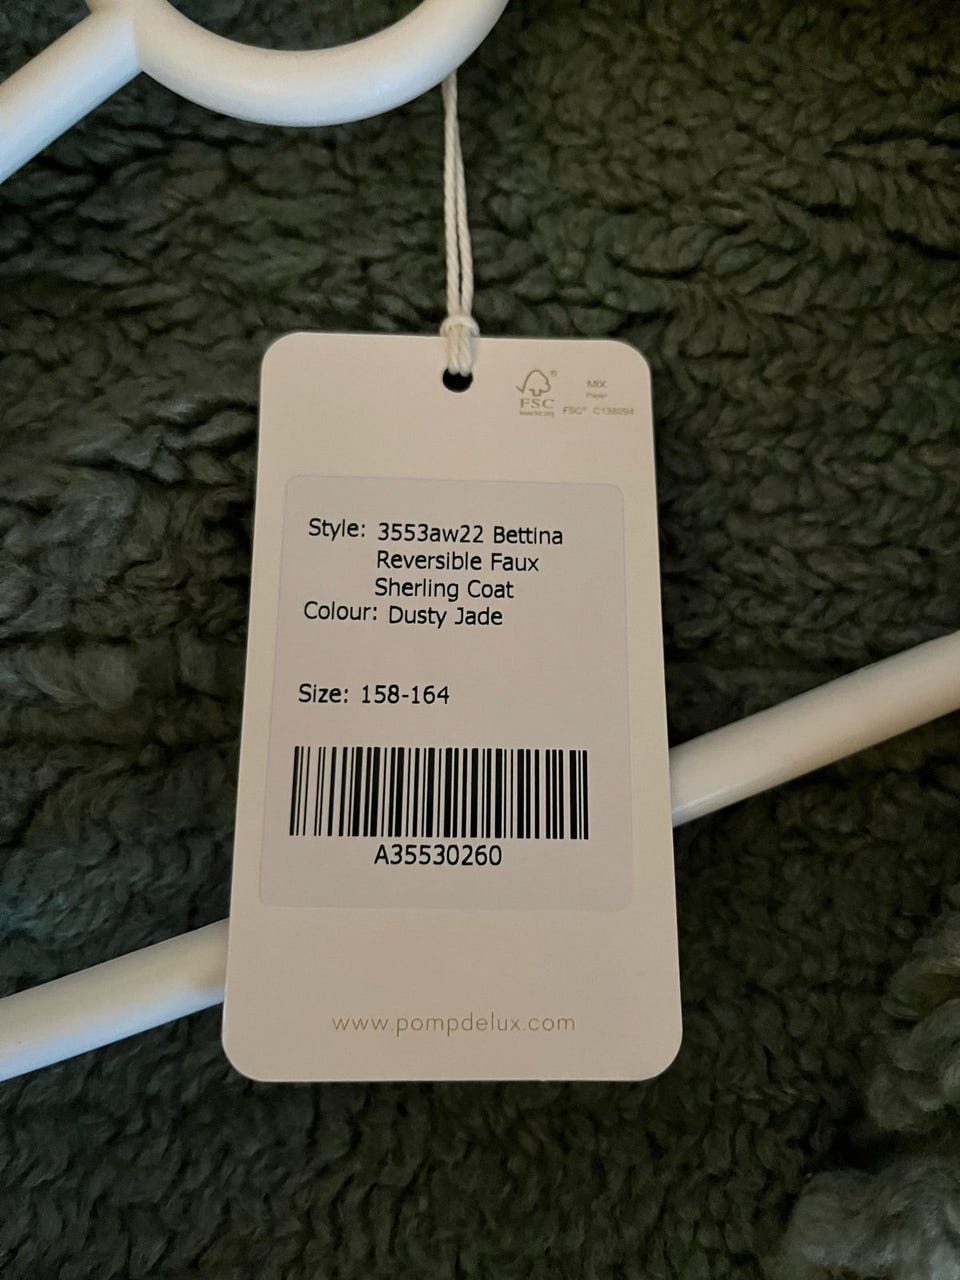 FSC®
MIX
Paper
FSC® C138094
Style: 3553aw22 Bettina
Reversible Faux
Sherling Coat
Colour: Dusty Jade
Size: 158-164
A35530260
www.pompdelux.com